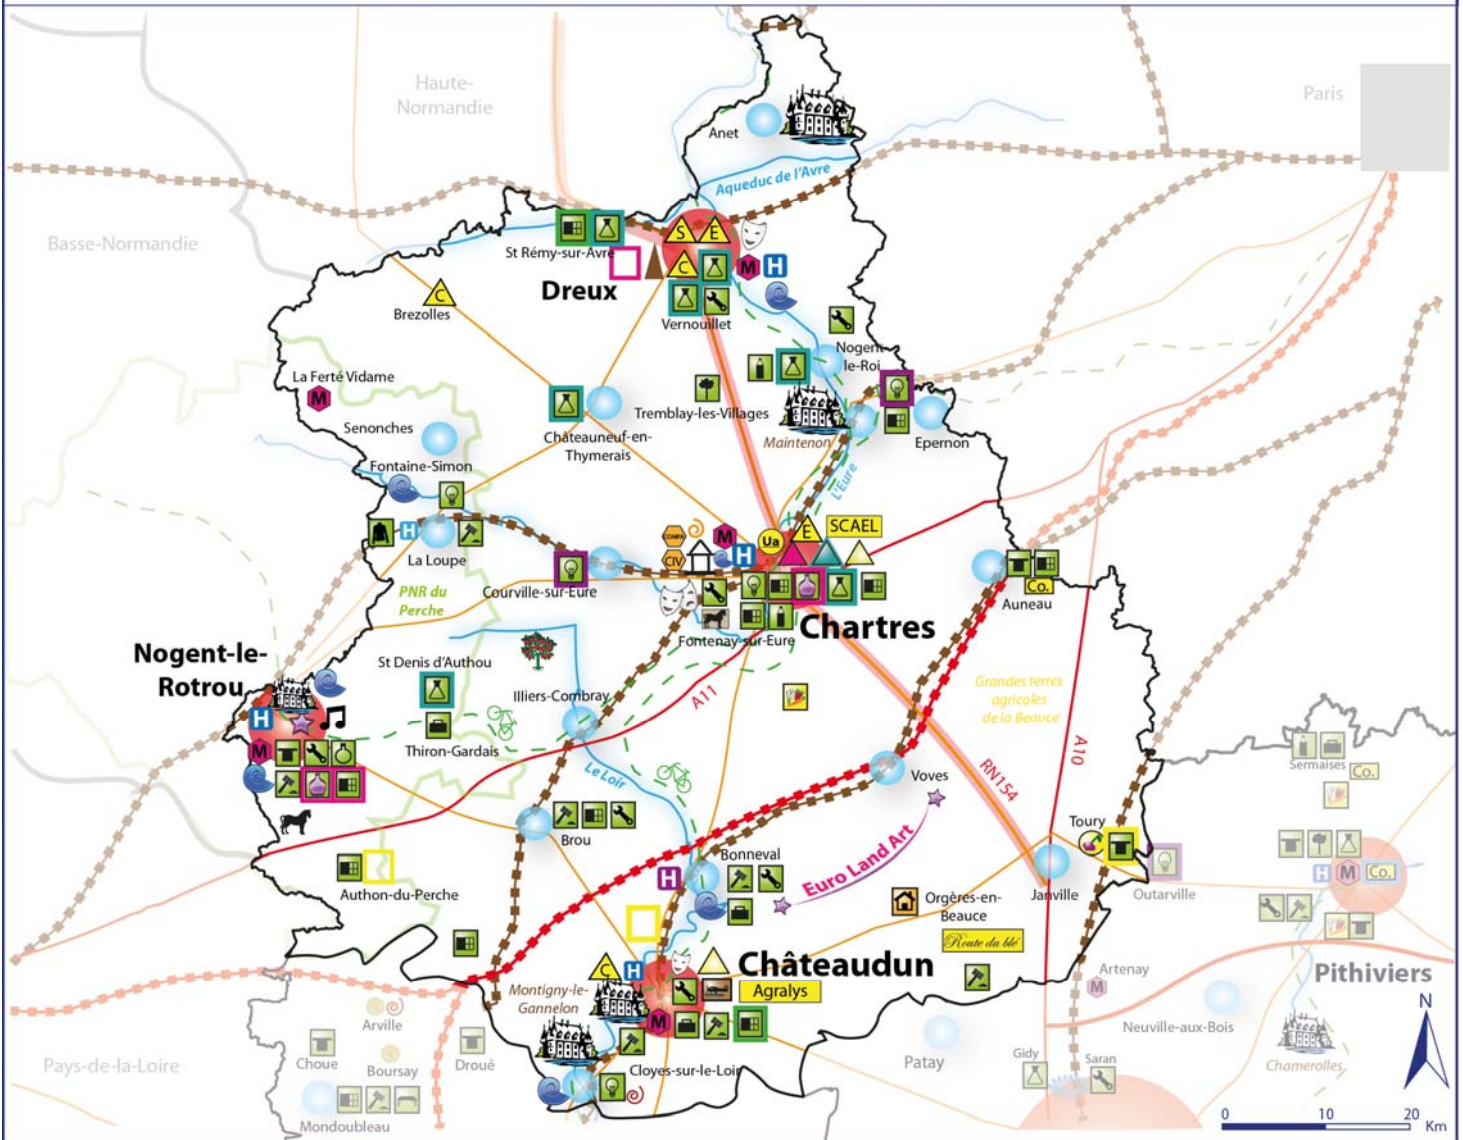 Haute-
Normandie
Paris
Anet
Aqueduc de l'Avre
Basse-Normandie
S
E
St Rémy-sur-Avre
C
M
H
Dreux
C
Brezolles
Vernouillet
Nogent-
le-Roi
La Ferté Vidame
M
Tremblay-les-Villages
Senonches
Châteauneuf-en-
Thymerais
Maintenon
Epernon
Fontaine-Simon
L'Eure
H
La Loupe
COMPA
M
Ua
E
SCAEL
CIV
H
Courville-sur-Eure
PNR du
Perche
Co.
Auneau
Fontenay-sur-Eure
Chartres
Nogent-le-
Rotrou
St Denis d'Authou
A11
Grandes terres
agricoles
de la Beauce
Illiers-Combray
H
M
Thiron-Gardais
A10
Le Loir
Voves
RN154
Sermaises
Co.
Toury
Brou
Bonneval
Euro Land Art
H
Authon-du-Perche
Orgères-en-
Beauce
Janville
Outarville
H
M
Co.
Route du blé
C
H
Châteaudun
Agralys
Montigny-le-
Gannelon
M
Artenay
M
Pithiviers
N
Arville
Choue
Boursay
Droué
Pays-de-la-Loire
Cloyes-sur-le-Loir
Patay
Neuville-aux-Bois
Gidy
Saran
Chamerolles
Mondoubleau
0
10
20
Km